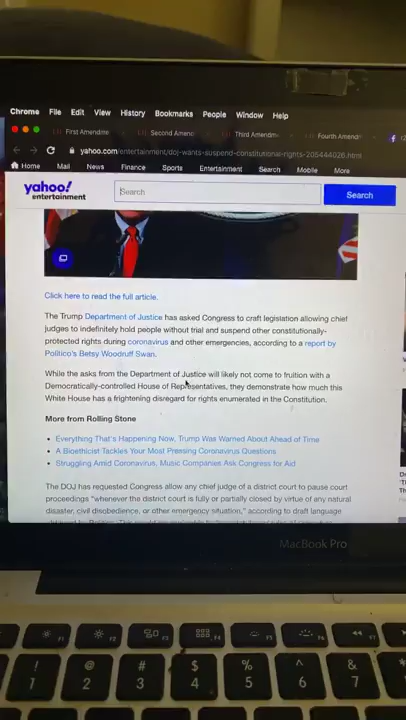 Chrome File Edit View History Bookmarks People Window Help
First Amendme Second Amenc Third Amendm Fourth Amend
yahoo.com/entertainment/doj-wants-suspend-constitutional-rights-205444026.html
Home Mail News Finance Sports Entertainment Search Mobile More
yahoo!
entertainment
Search
Search
Click here to read the full article.
The Trump Department of Justice has asked Congress to craft legislation allowing chief
judges to indefinitely hold people without trial and suspend other constitutionally-
protected rights during coronavirus and other emergencies, according to a report by
Politico's Betsy Woodruff Swan.
While the asks from the Department of Justice will likely not come to fruition with a
Democratically-controlled House of Representatives, they demonstrate how much this
White House has a frightening disregard for rights enumerated in the Constitution.
More from Rolling Stone
• Everything That's Happening Now, Trump Was Warned About Ahead of Time
• A Bioethicist Tackles Your Most Pressing Coronavirus Questions
• Struggling Amid Coronavirus, Music Companies Ask Congress for Aid
The DOJ has requested Congress allow any chief judge of a district court to pause court
proceedings "whenever the district court is fully or partially closed by virtue of any natural
disaster, civil disobedience, or other emergency situation," according to draft language
MacBook Pro
F1 F2 F3 F4 F5 F6 F7
! @ # $ % ^ &
1 2 3 4 5 6 7